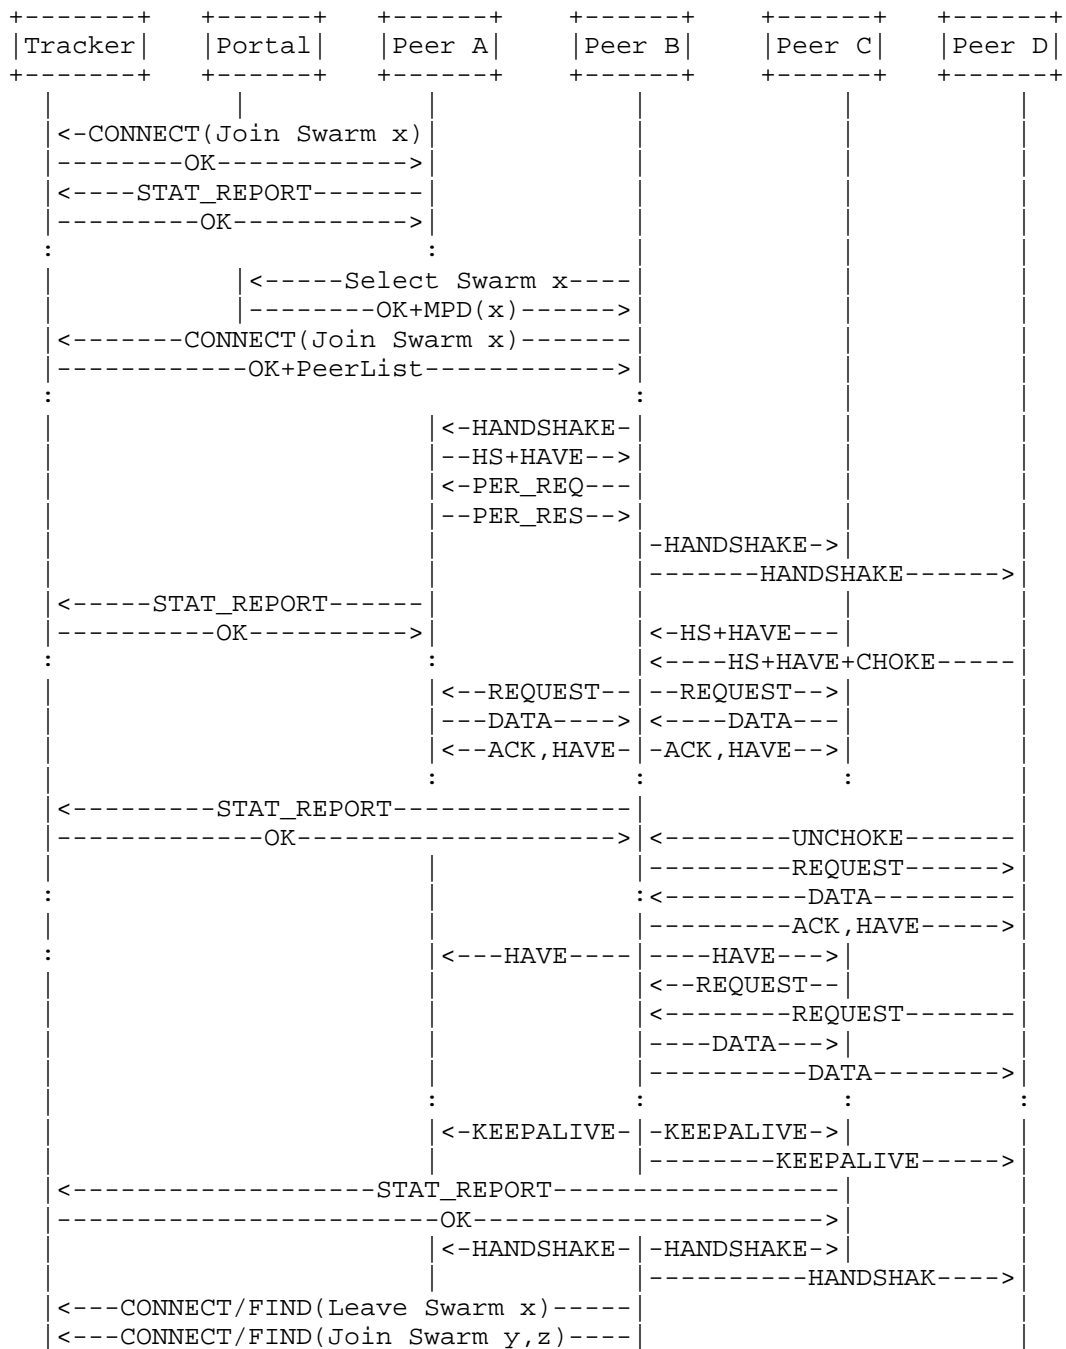 +-------+   +------+   +------+    +------+    +------+   +------+
|Tracker|   |Portal|   |Peer A|    |Peer B|    |Peer C|   |Peer D|
+-------+   +------+   +------+    +------+    +------+   +------+
  |            |           |            |            |          |
  |<-CONNECT(Join Swarm x)|            |            |          |
  |--------OK------------>|            |            |          |
  |<----STAT_REPORT-------|            |            |          |
  |---------OK----------->|            |            |          |
  :                       :            |            |          |
  |           |<-----Select Swarm x----|            |          |
  |           |--------OK+MPD(x)------>|            |          |
  |<-------CONNECT(Join Swarm x)-------|            |          |
  |------------OK+PeerList------------>|            |          |
  :                                    :            |          |
  |                       |<-HANDSHAKE-|            |          |
  |                       |--HS+HAVE-->|            |          |
  |                       |<-PER_REQ---|            |          |
  |                       |--PER_RES-->|            |          |
  |                       |            |-HANDSHAKE->|          |
  |                       |            |-------HANDSHAKE------>|
  |<-----STAT_REPORT------|            |            |          |
  |----------OK---------->|            |<-HS+HAVE---|          |
  :                       :            |<----HS+HAVE+CHOKE-----|
  |                       |<--REQUEST--|--REQUEST-->|          |
  |                       |---DATA---->|<----DATA---|          |
  |                       |<--ACK,HAVE-|-ACK,HAVE-->|          |
  |                       :            :            :          |
  |<---------STAT_REPORT---------------|                       |
  |-------------OK-------------------->|<--------UNCHOKE-------|
  |                       |            |---------REQUEST------>|
  :                       |            :<---------DATA---------|
  |                       |            |---------ACK,HAVE----->|
  :                       |<---HAVE----|----HAVE--->|          |
  |                       |            |<--REQUEST--|          |
  |                       |            |<--------REQUEST-------|
  |                       |            |----DATA--->|          |
  |                       |            |----------DATA-------->|
  |                       :            :            :          :
  |                       |<-KEEPALIVE-|-KEEPALIVE->|          |
  |                       |            |--------KEEPALIVE----->|
  |<-------------------STAT_REPORT------------------|          |
  |------------------------OK---------------------->|          |
  |                       |<-HANDSHAKE-|-HANDSHAKE->|          |
  |                       |            |----------HANDSHAK---->|
  |<---CONNECT/FIND(Leave Swarm x)-----|                       |
  |<---CONNECT/FIND(Join Swarm y,z)----|                       |